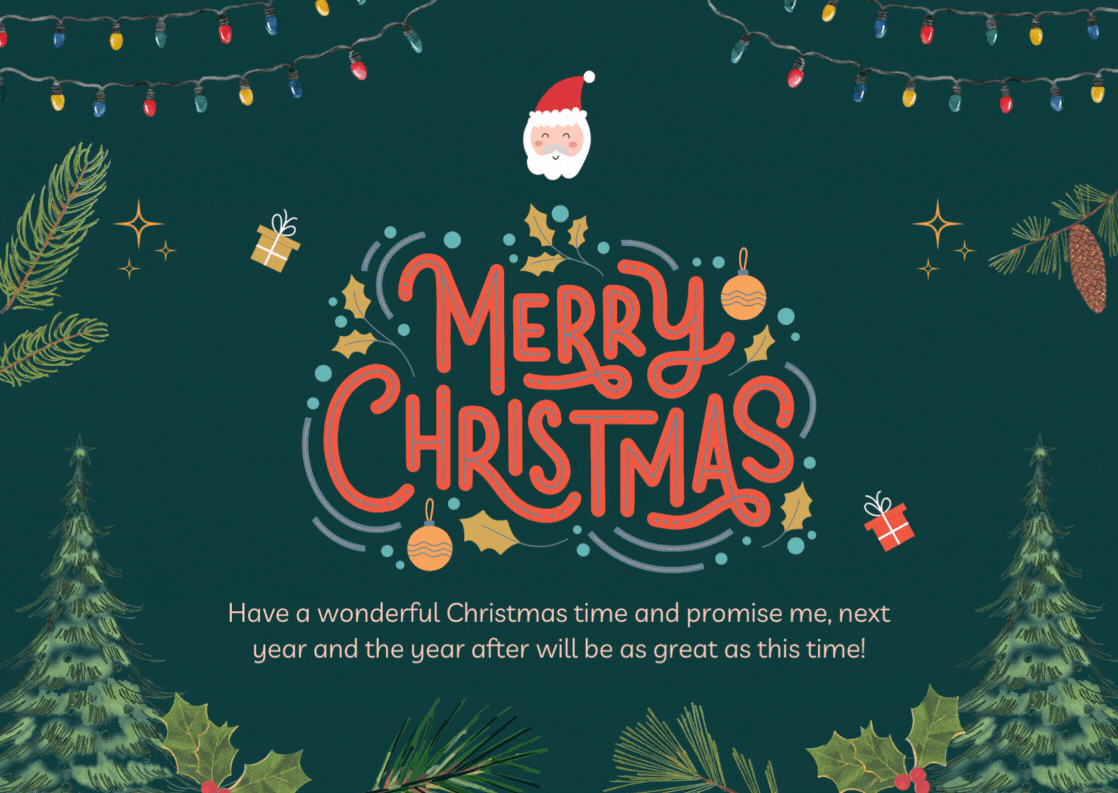 MERRY
CHRISTMAS
Have a wonderful Christmas time and promise me, next
year and the year after will be as great as this time!